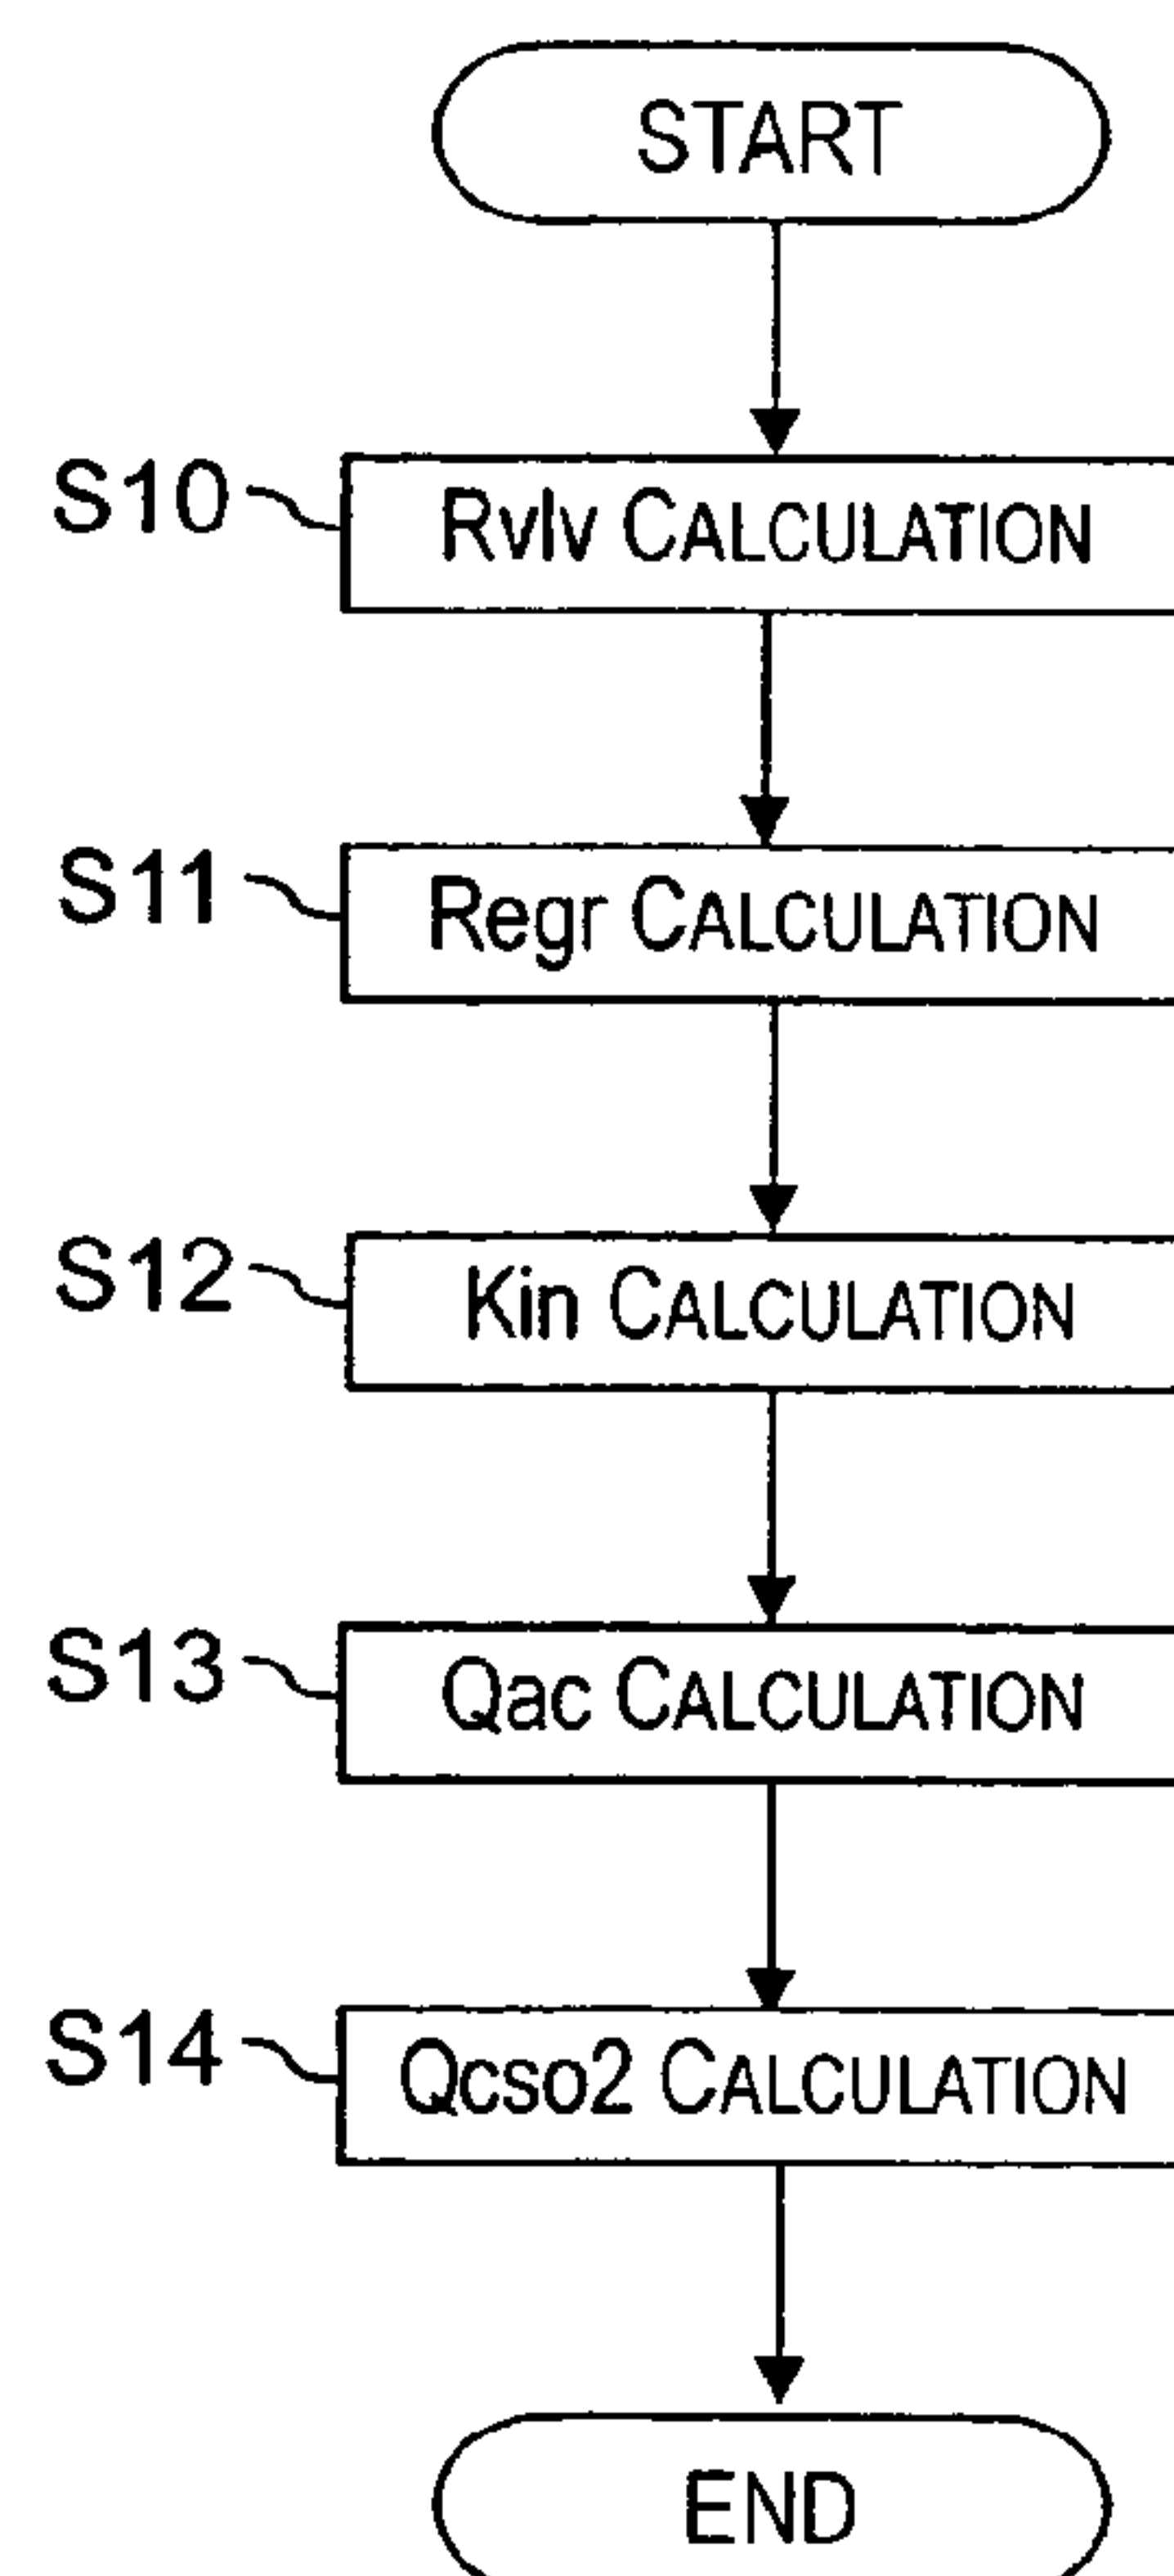 START
S10 Rvlv CALCULATION
S11 Regr CALCULATION
S12 Kin CALCULATION
S13 Qac CALCULATION
S14 Qcso2 CALCULATION
END